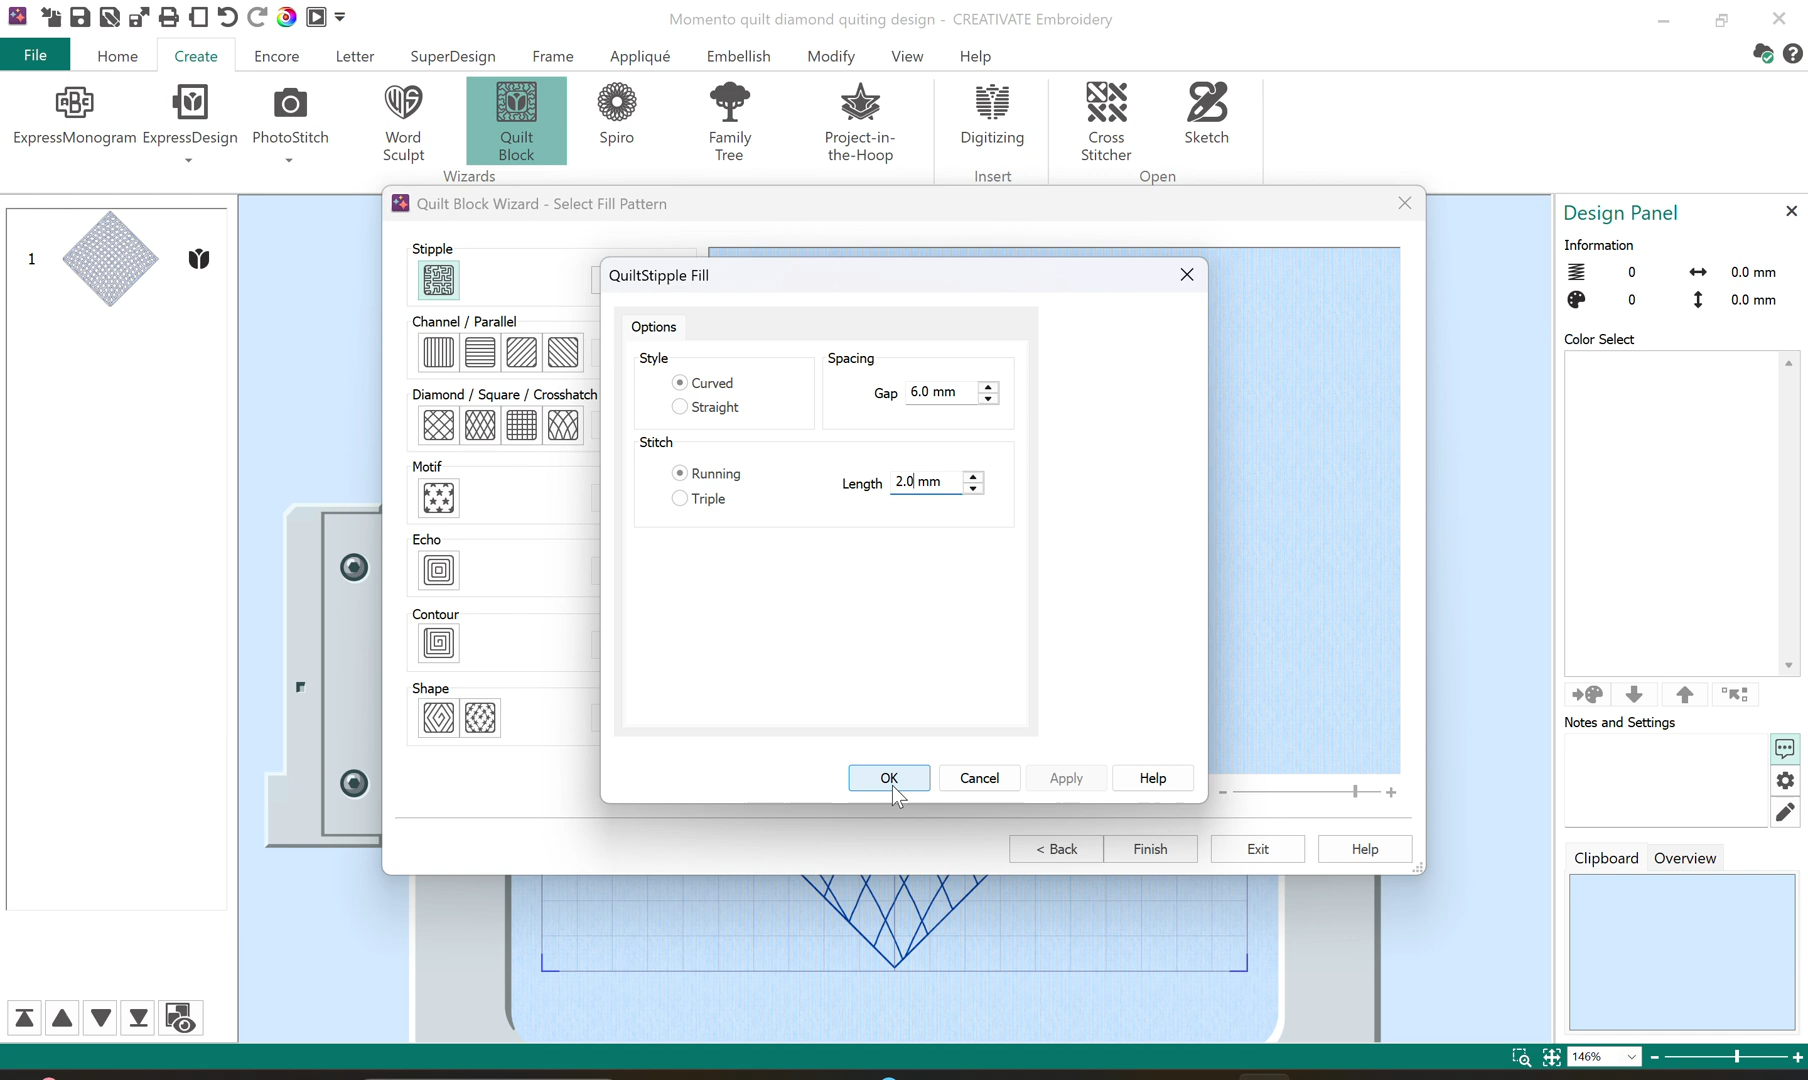 Momento quilt diamond quiting design - CREATIVATE Embroidery
File Home Create Encore Letter SuperDesign Frame Appliqué Embellish Modify View Help
ExpressMonogram ExpressDesign PhotoStitch Word Sculpt Quilt Block Spiro Family Tree Project-in-the-Hoop Digitizing Cross Stitcher Sketch
Wizards Insert Open
1
Quilt Block Wizard - Select Fill Pattern
Stipple
Channel / Parallel
Diamond / Square / Crosshatch
Motif
Echo
Contour
Shape
QuiltStipple Fill
Options
Style
Curved
Straight
Spacing
Gap 6.0 mm
Stitch
Running
Triple
Length 2.0 mm
OK Cancel Apply Help
< Back Finish Exit Help
Design Panel
Information
0 0.0 mm
0 0.0 mm
Color Select
Notes and Settings
Clipboard Overview
146%